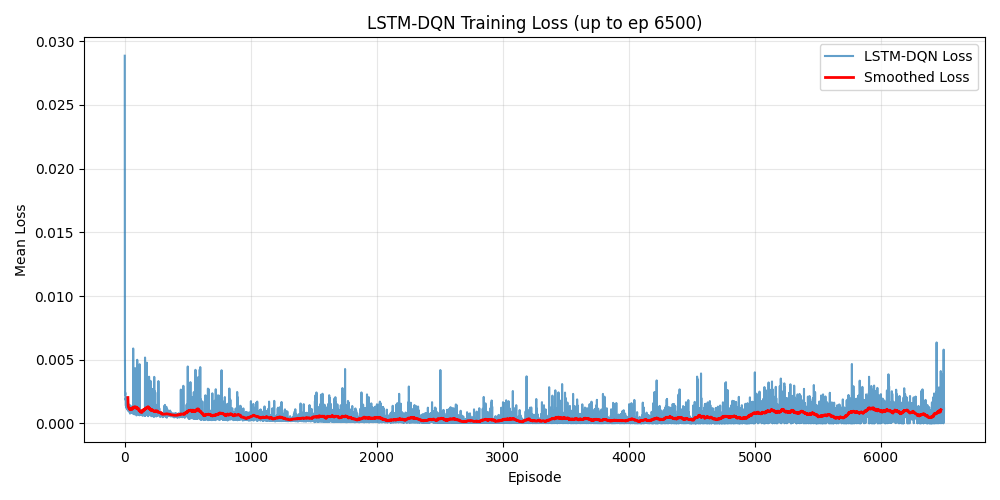 LSTM-DQN Training Loss (up to ep 6500)
LSTM-DQN Loss
Smoothed Loss
Mean Loss
0.030
0.025
0.020
0.015
0.010
0.005
0.000
0 1000 2000 3000 4000 5000 6000
Episode